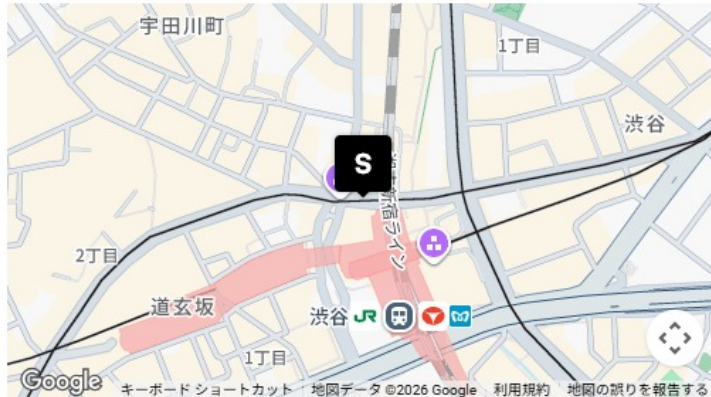 宇田川町
1丁目
渋谷
S
湘南新宿ライン
2丁目
道玄坂
渋谷 JR
1丁目
Google
キーボード ショートカット
地図データ ©2026 Google
利用規約
地図の誤りを報告する